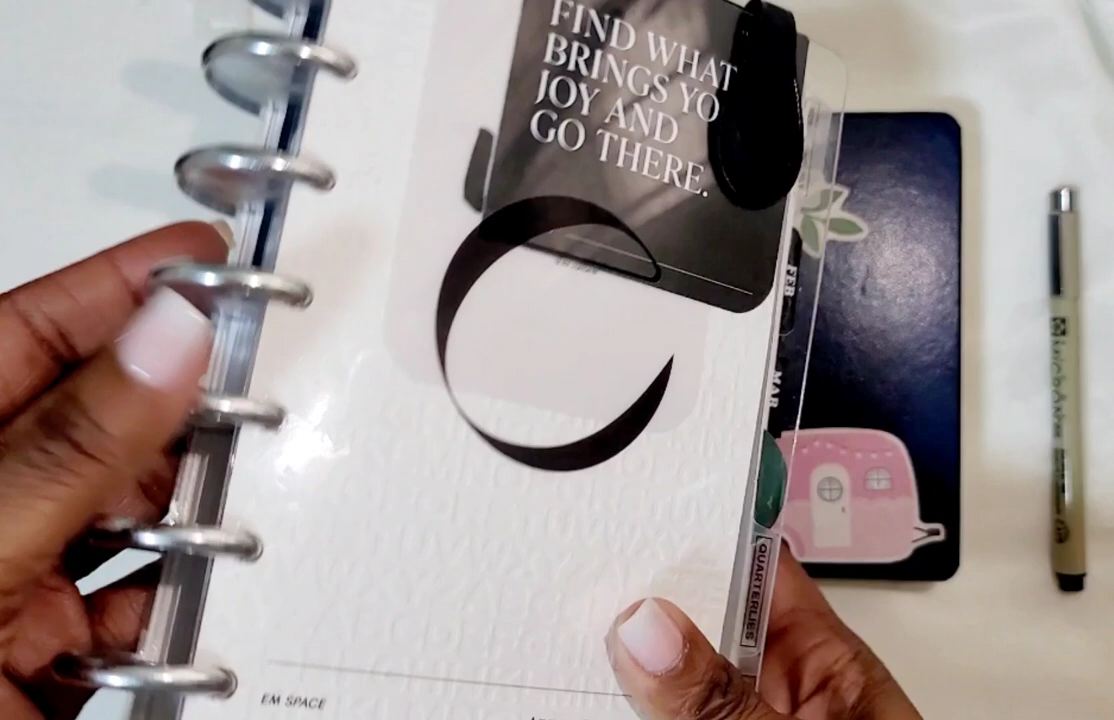 FIND WHAT
BRINGS YO
JOY AND
GO THERE.
FEB
MAR
QUARTERLIES
EM SPACE